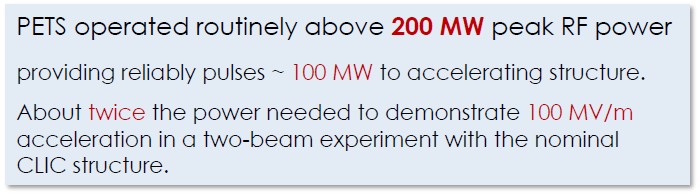 PETS operated routinely above 200 MW peak RF power
providing reliably pulses ~ 100 MW to accelerating structure.
About twice the power needed to demonstrate 100 MV/m
acceleration in a two-beam experiment with the nominal
CLIC structure.